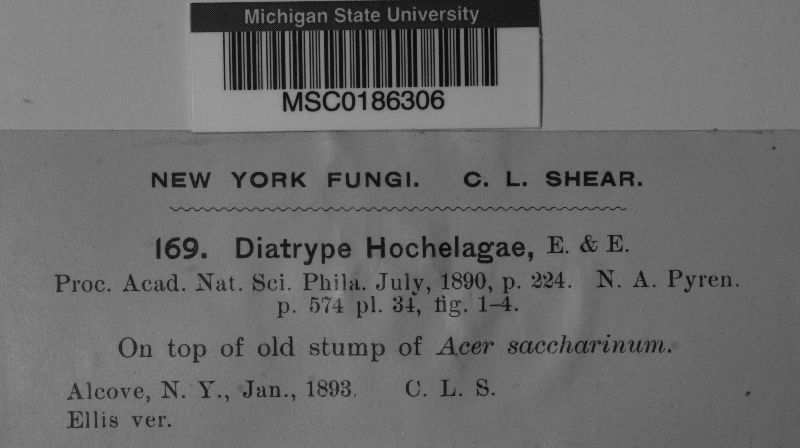 Michigan State University
MSC0186306
NEW YORK FUNGI. C. L. SHEAR.
169. Diatrype Hochelagae, E. & E.
Proc. Acad. Nat. Sci. Phila. July, 1890, p. 224. N. A. Pyren.
p. 574 pl. 34, fig. 1–4.
On top of old stump of Acer saccharinum.
Alcove, N. Y., Jan., 1893. C. L. S.
Ellis ver.